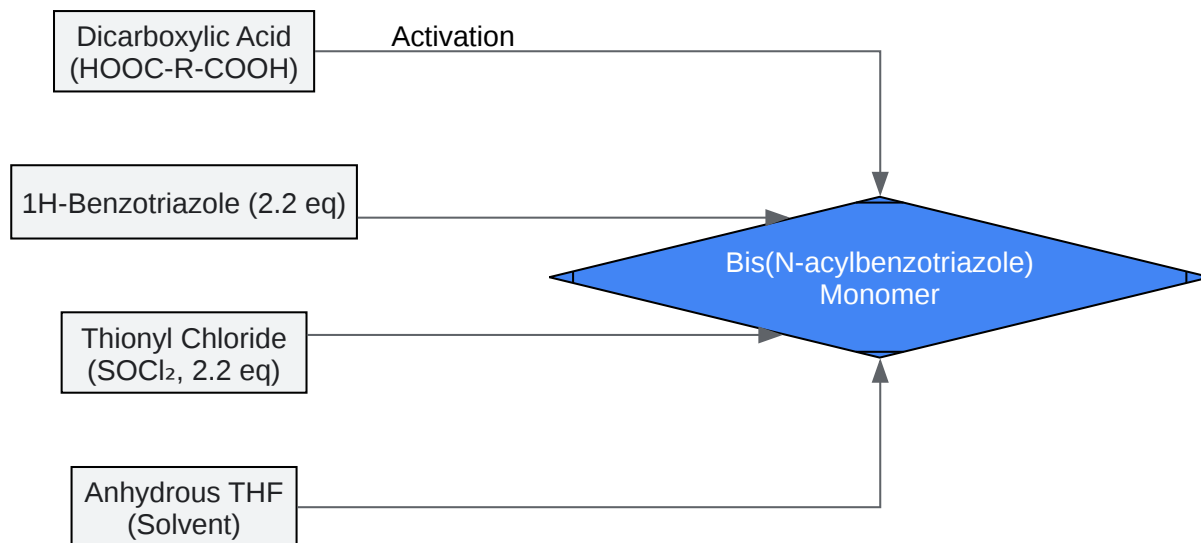 Dicarboxylic Acid
(HOOC-R-COOH)
Activation
1H-Benzotriazole (2.2 eq)
Bis(N-acylbenzotriazole)
Monomer
Thionyl Chloride
(SOCl₂, 2.2 eq)
Anhydrous THF
(Solvent)